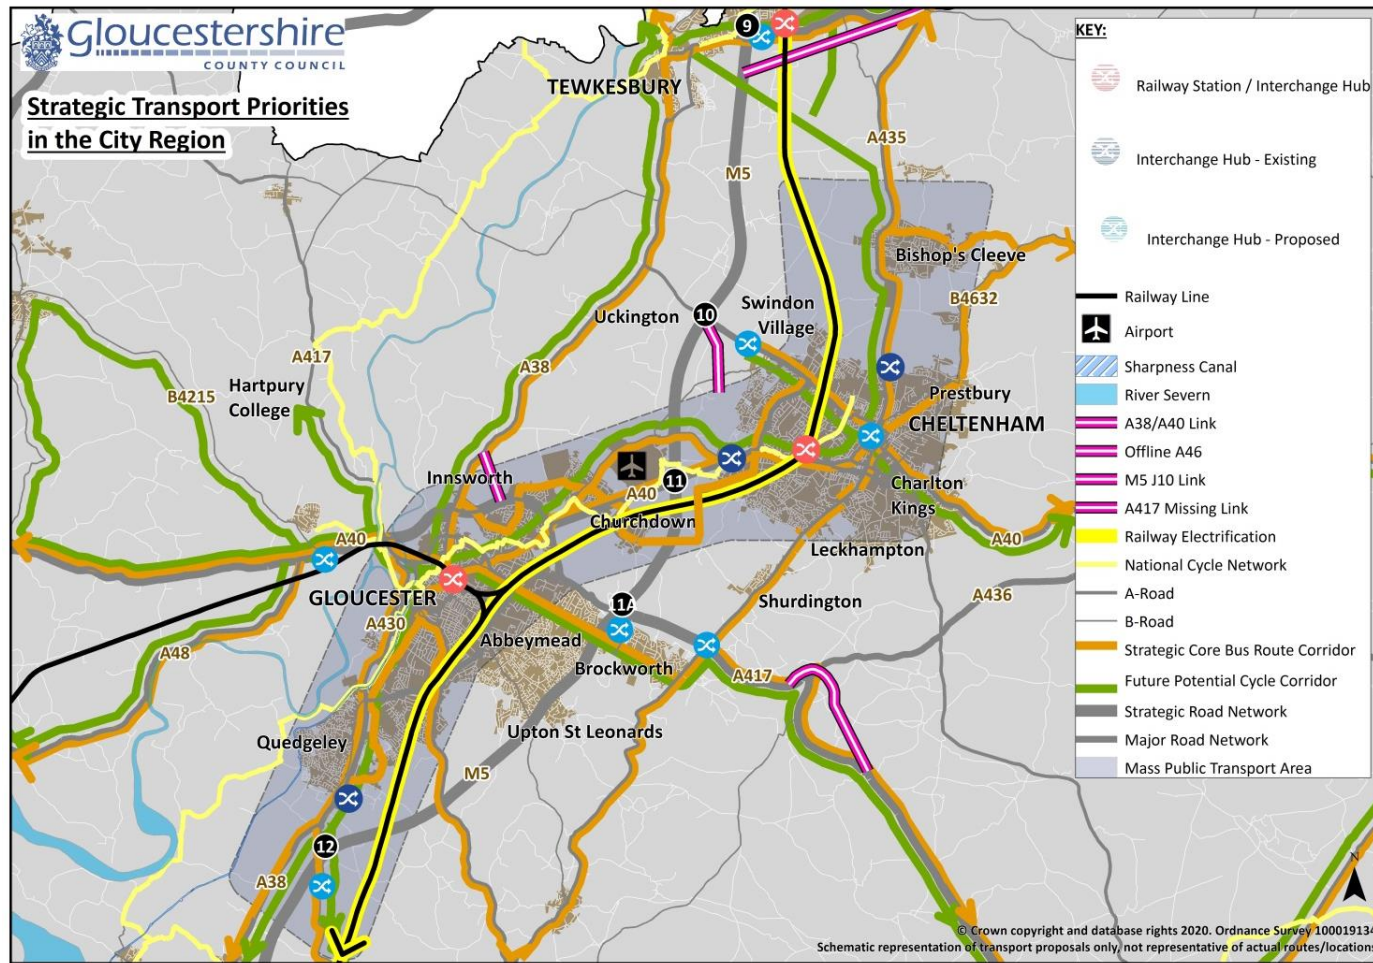 Gloucestershire
COUNTY COUNCIL
Strategic Transport Priorities
in the City Region
KEY:
Railway Station / Interchange Hub
Interchange Hub - Existing
Interchange Hub - Proposed
Railway Line
Airport
Sharpness Canal
River Severn
A38/A40 Link
Offline A46
M5 J10 Link
A417 Missing Link
Railway Electrification
National Cycle Network
A-Road
B-Road
Strategic Core Bus Route Corridor
Future Potential Cycle Corridor
Strategic Road Network
Major Road Network
Mass Public Transport Area
9
TEWKESBURY
A435
M5
Bishop's Cleeve
B4632
Swindon
Village
Uckington
10
A417
A38
B4215
Hartpury
College
Prestbury
CHELTENHAM
Innsworth
11
A40
Charlton
Kings
Churchdown
A40
Leckhampton
A40
GLOUCESTER
A436
Shurdington
11A
A430
Abbeymead
Brockworth
A48
A417
Upton St Leonards
Quedgeley
M5
12
A38
N
© Crown copyright and database rights 2020. Ordnance Survey 100019134
Schematic representation of transport proposals only, not representative of actual routes/locations